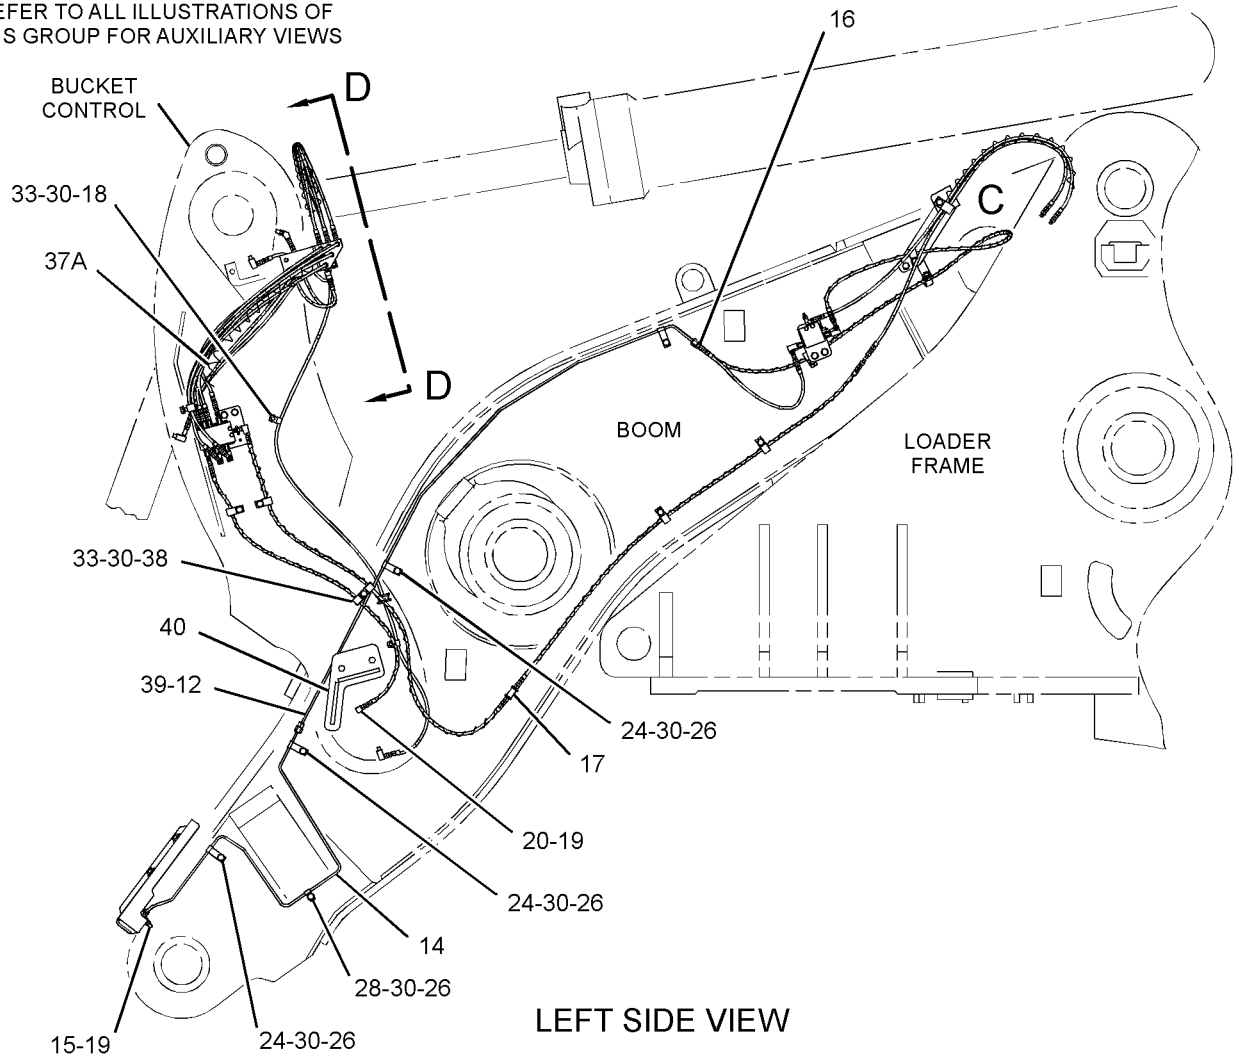 EFER TO ALL ILLUSTRATIONS OF
S GROUP FOR AUXILIARY VIEWS
16
BUCKET
CONTROL
D
33-30-18
C
37A
D
BOOM
LOADER
FRAME
33-30-38
40
39-12
24-30-26
17
20-19
24-30-26
14
28-30-26
LEFT SIDE VIEW
15-19
24-30-26